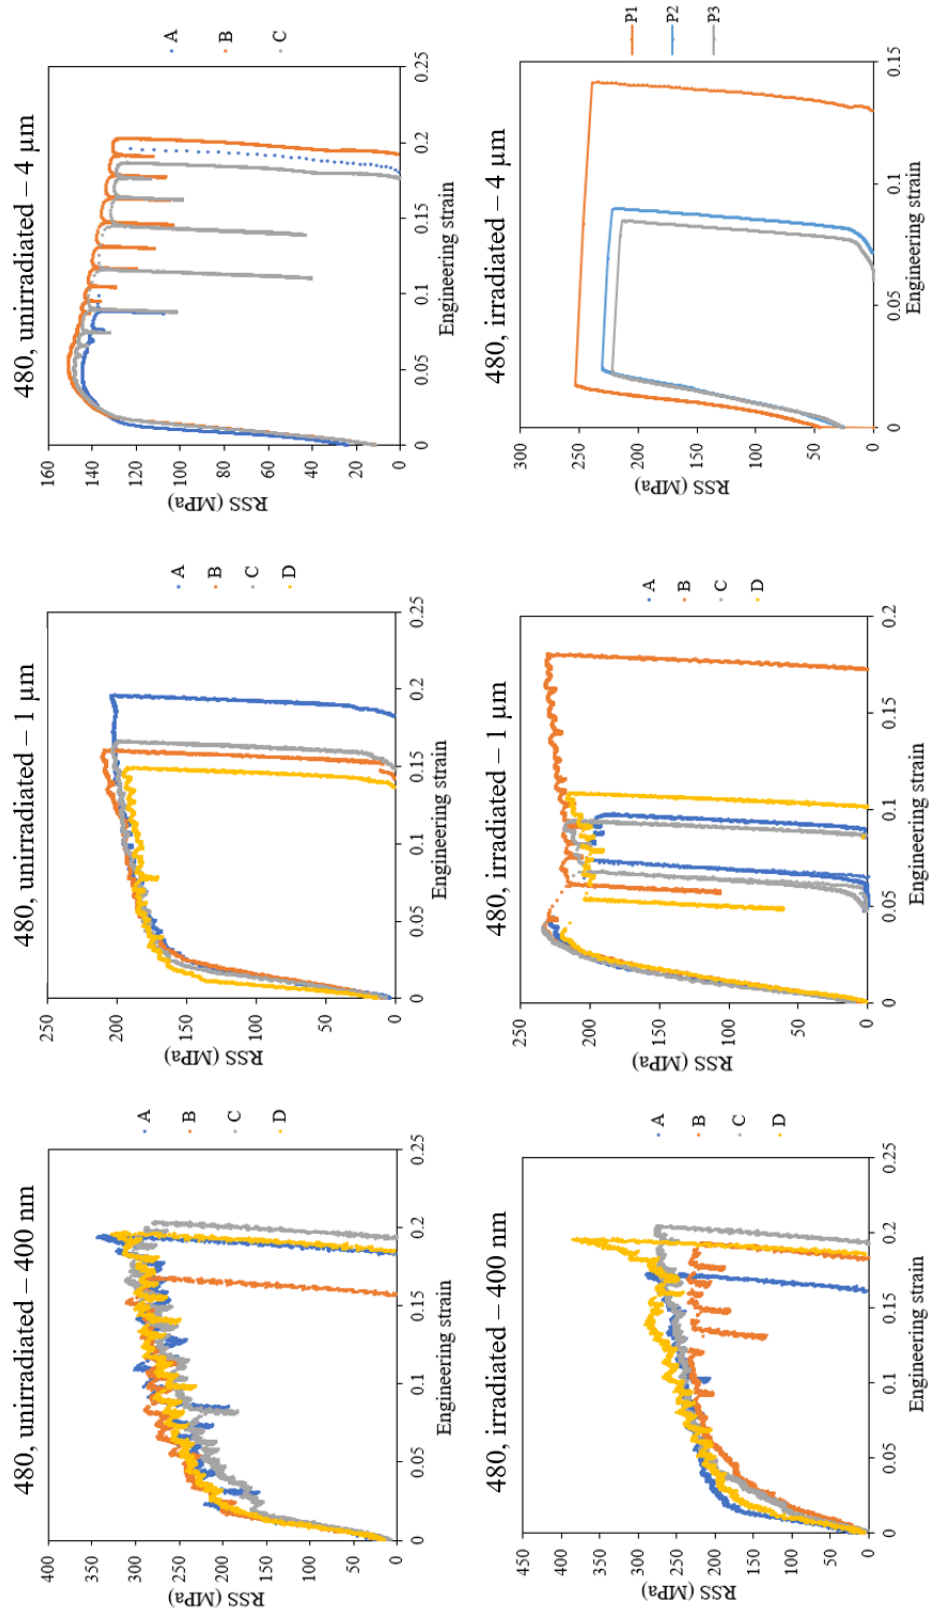 480, unirradiated – 400 nm
RSS (MPa)
400
350
300
250
200
150
100
50
0
0 0.05 0.1 0.15 0.2 0.25
Engineering strain
A
B
C
D
480, unirradiated – 1 µm
RSS (MPa)
250
200
150
100
50
0
0 0.05 0.1 0.15 0.2 0.25
Engineering strain
A
B
C
D
480, unirradiated – 4 µm
RSS (MPa)
160
140
120
100
80
60
40
20
0
0 0.05 0.1 0.15 0.2 0.25
Engineering strain
A
B
C
480, irradiated – 400 nm
RSS (MPa)
450
400
350
300
250
200
150
100
50
0
0 0.05 0.1 0.15 0.2 0.25
Engineering strain
A
B
C
D
480, irradiated – 1 µm
RSS (MPa)
250
200
150
100
50
0
0 0.05 0.1 0.15 0.2
Engineering strain
A
B
C
D
480, irradiated – 4 µm
RSS (MPa)
300
250
200
150
100
50
0
0 0.05 0.1 0.15
Engineering strain
P1
P2
P3